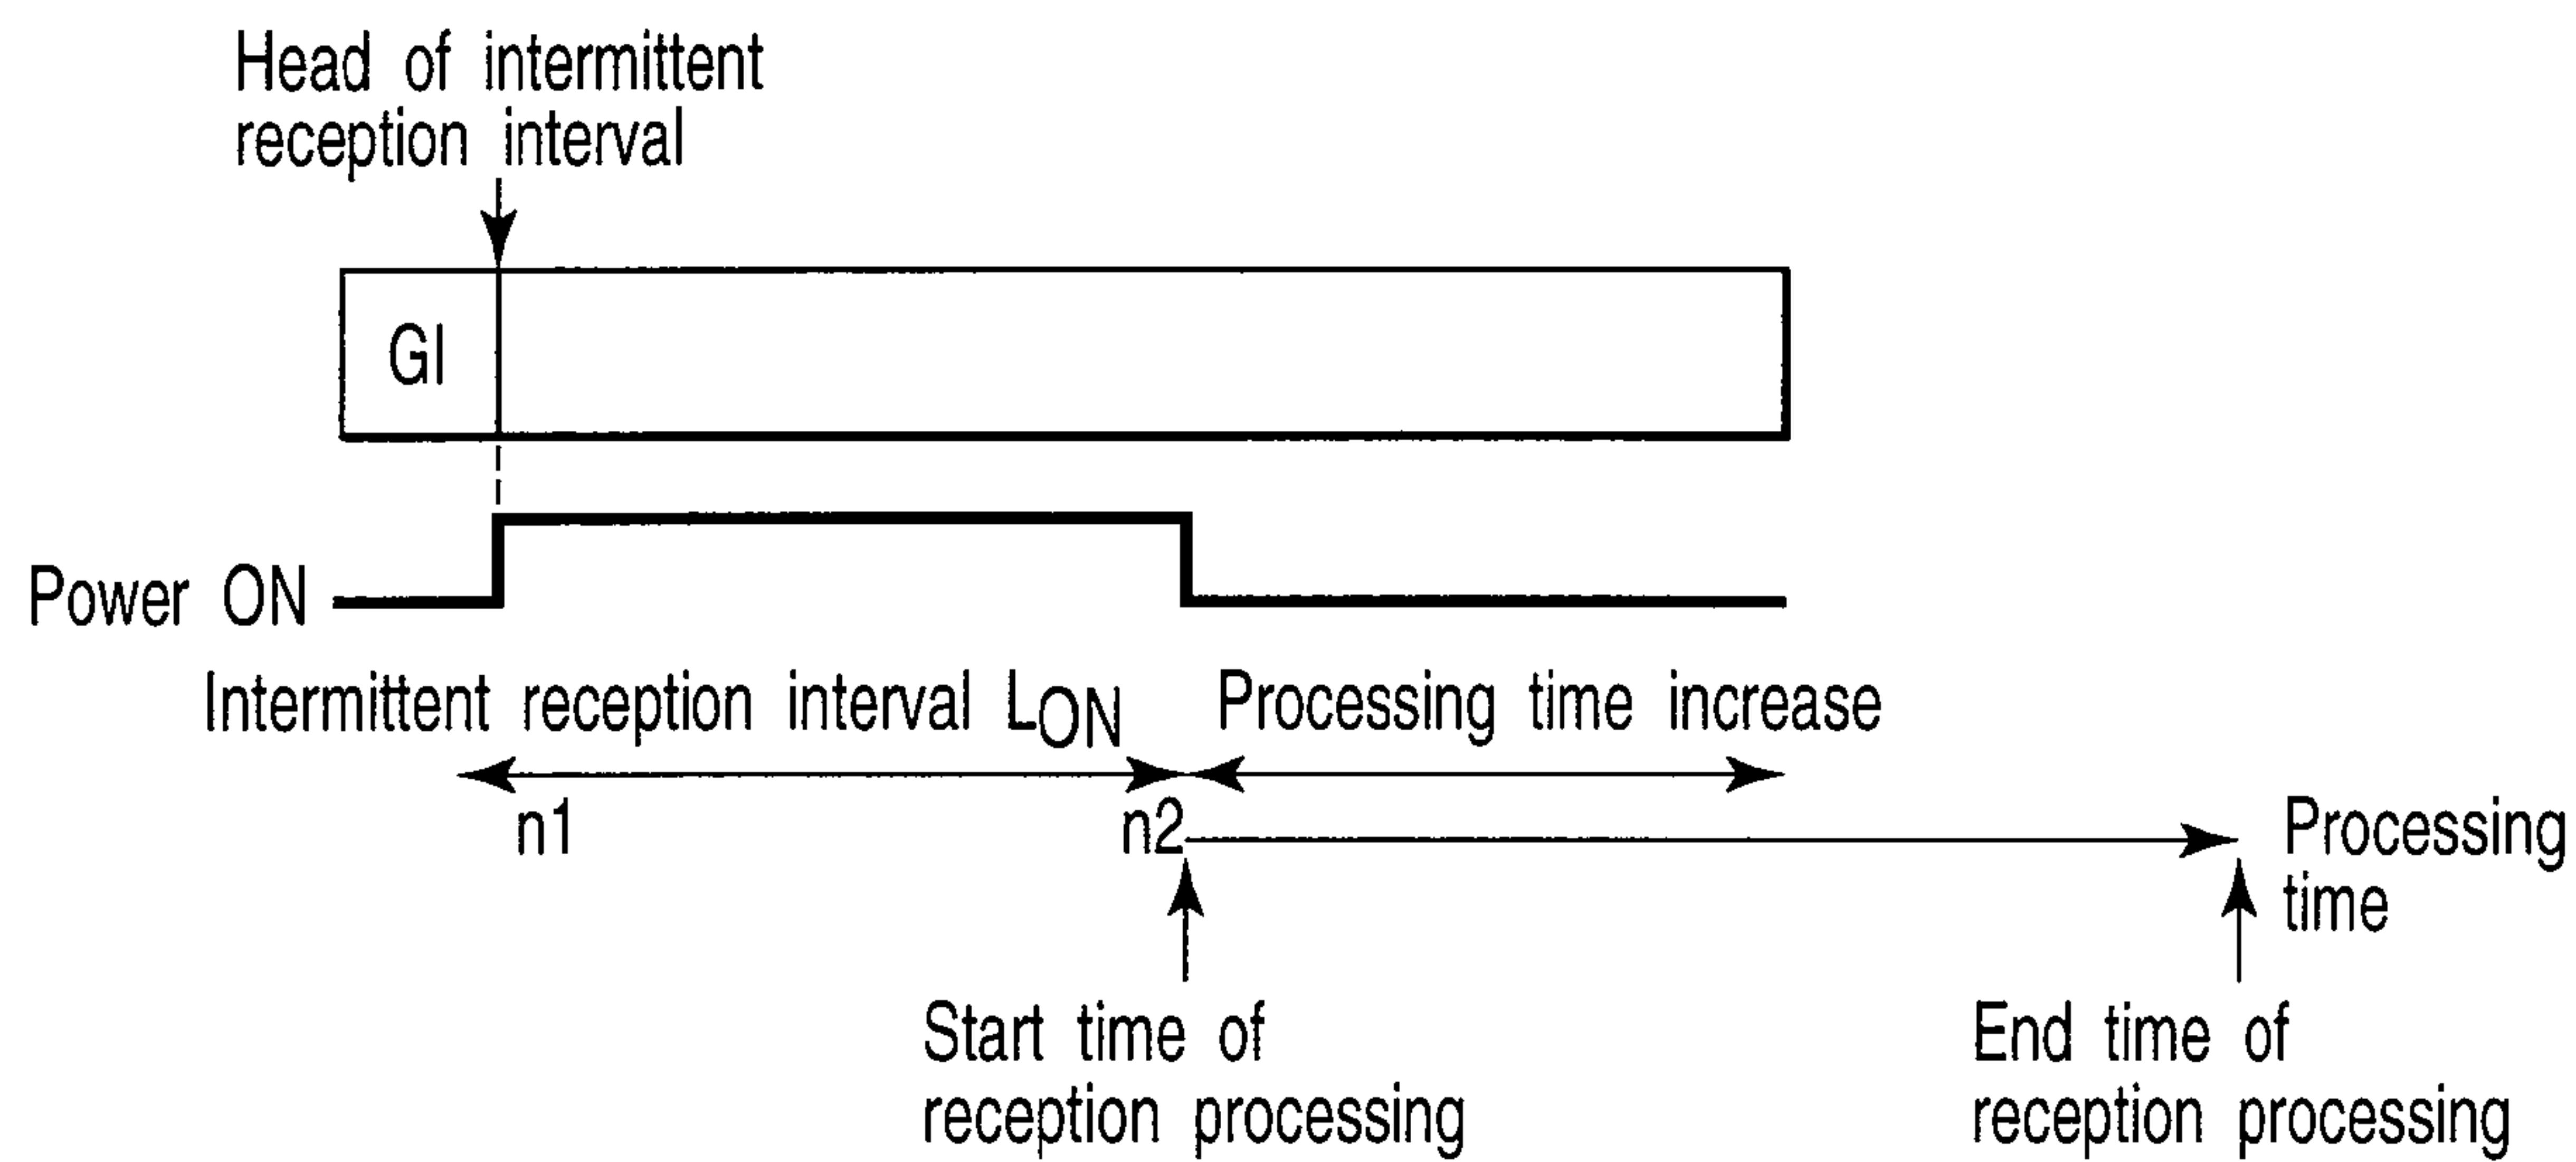 Head of intermittent
reception interval
GI
Power ON
Intermittent reception interval LON
Processing time increase
n1
n2
Processing
time
Start time of
reception processing
End time of
reception processing